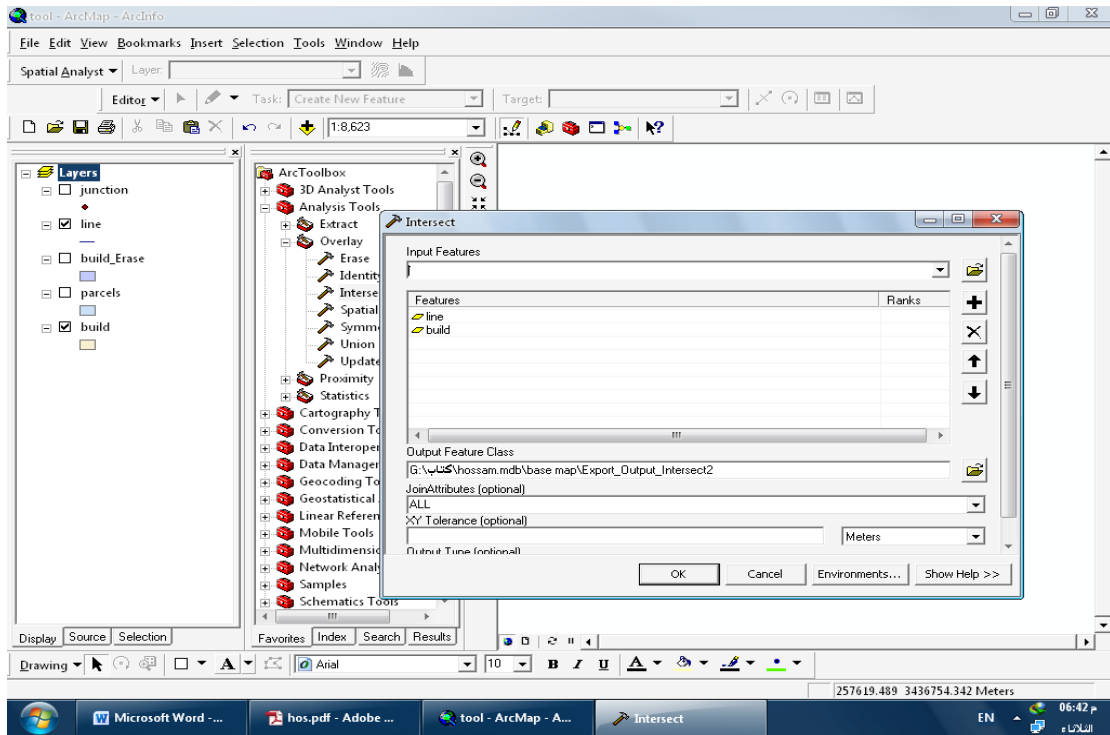 tool - ArcMap - ArcInfo
File Edit View Bookmarks Insert Selection Tools Window Help
Spatial Analyst Layer:
Editor Task: Create New Feature Target:
1:8,623
Layers
junction
line
build_Erase
parcels
build
Display Source Selection
ArcToolbox
3D Analyst Tools
Analysis Tools
Extract
Overlay
Erase
Identity
Interse
Spatial
Symm
Union
Update
Proximity
Statistics
Cartography T
Conversion To
Data Interoper
Data Manager
Geocoding To
Geostatistical
Linear Referen
Mobile Tools
Multidimensio
Network Analy
Samples
Schematics Tools
Favorites Index Search Results
Intersect
Input Features
Features Ranks
line
build
Output Feature Class
G:\كتاب\hossam.mdb\base map\Export_Output_Intersect2
JoinAttributes (optional)
ALL
XY Tolerance (optional)
Meters
Output Type (optional)
OK Cancel Environments... Show Help >>
Drawing A Arial 10 B I U A
257619.489 3436754.342 Meters
Microsoft Word -... hos.pdf - Adobe ... tool - ArcMap - A... Intersect EN 06:42 م
الثلاثاء